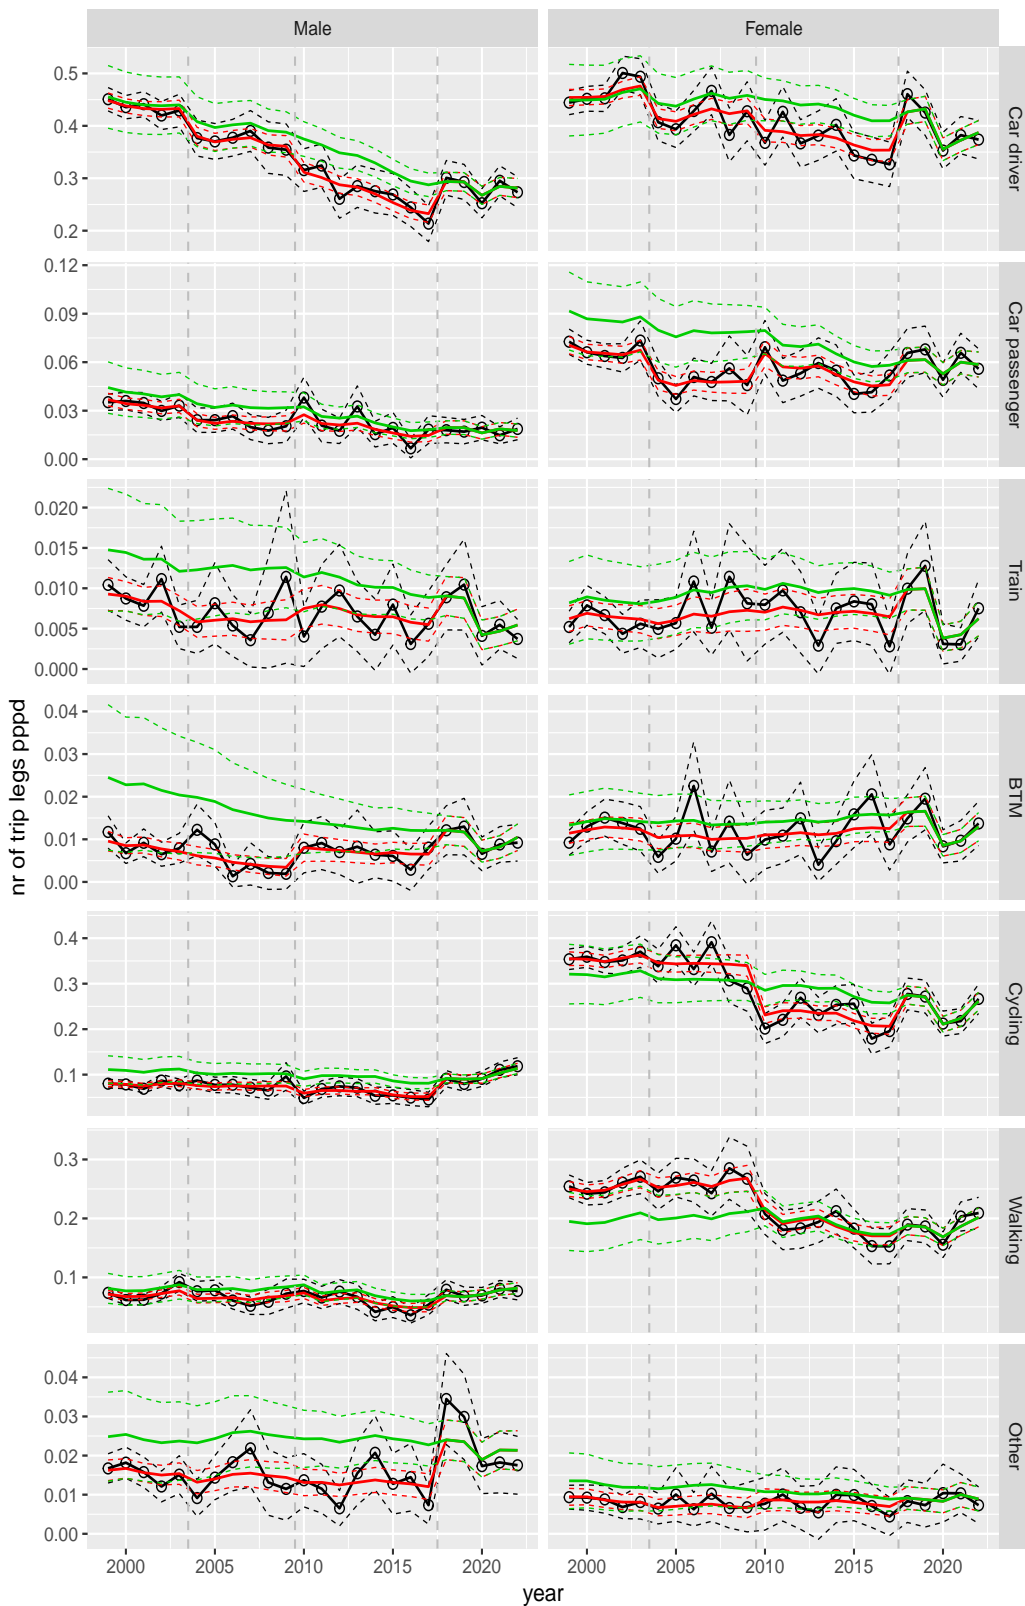 Male Female
0.5
0.4
0.3
0.2
Car driver
0.12
0.09
0.06
0.03
0.00
Car passenger
0.020
0.015
0.010
0.005
0.000
Train
0.04
0.03
0.02
0.01
0.00
BTM
0.4
0.3
0.2
0.1
Cycling
0.3
0.2
0.1
Walking
0.04
0.03
0.02
0.01
0.00
Other
nr of trip legs pppd
2000 2005 2010 2015 2020 2000 2005 2010 2015 2020
year